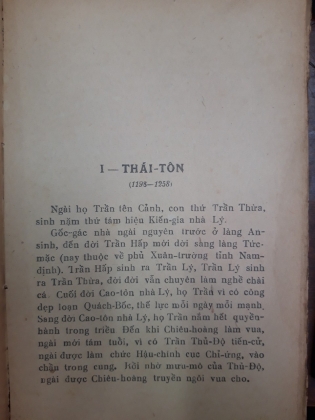 I — THÁI-TÔN
(1198—1258)
Ngài họ Trần tên Cảnh, con thứ Trần Thừa,
sinh năm thứ tám hiệu Kiến-gia nhà Lý.
Gốc-gác nhà ngài nguyên trước ở làng An-
sinh, đến đời Trần Hấp mới dời sang làng Tức-
mặc (nay thuộc về phủ Xuân-trường tỉnh Nam-
định). Trần Hấp sinh ra Trần Lý, Trần Lý sinh
ra Trần Thừa, đời đời vẫn chuyên làm nghề chài
cá. Cuối đời Cao-tôn nhà Lý, họ Trần vì có công
dẹp loạn Quách-Bốc, thế lực mỗi ngày mỗi mạnh.
Sang đời Cao-tôn nhà Lý, họ Trần nắm hết quyền-
hành trong triều Đến khi Chiêu-hoàng làm vua,
ngài mới tám tuổi, vì có Trần Thủ-Độ tiến-cử,
ngài được làm chức Hậu-chính cục Chi-ứng, vào
chầu trong cung. Rồi nhờ mưu-mô của Thủ-Độ,
ngài được Chiêu-hoàng truyền ngôi vua cho.